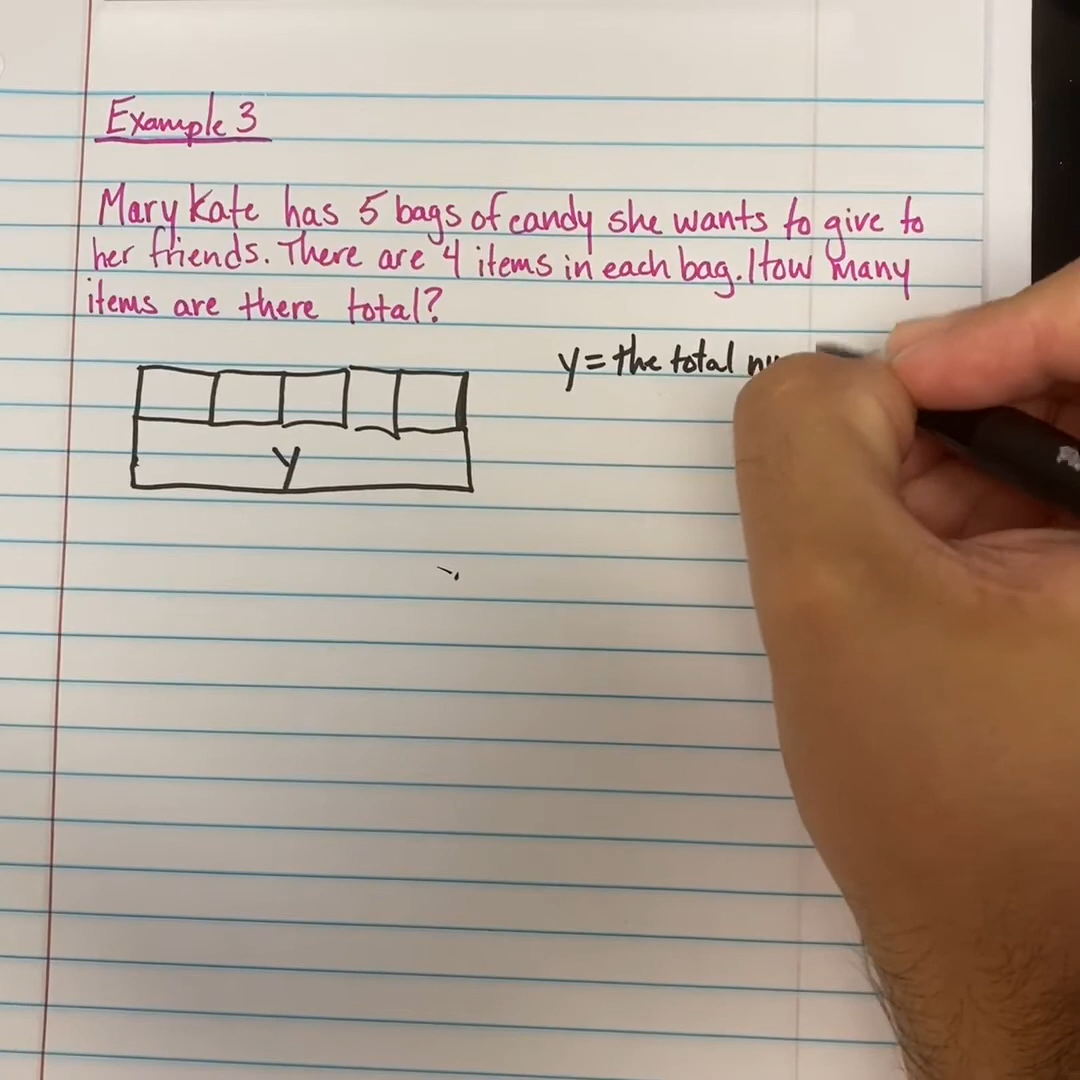 Example 3
Mary Kate has 5 bags of candy she wants to give to
her friends. There are 4 items in each bag. How many
items are there total?
y = the total
y